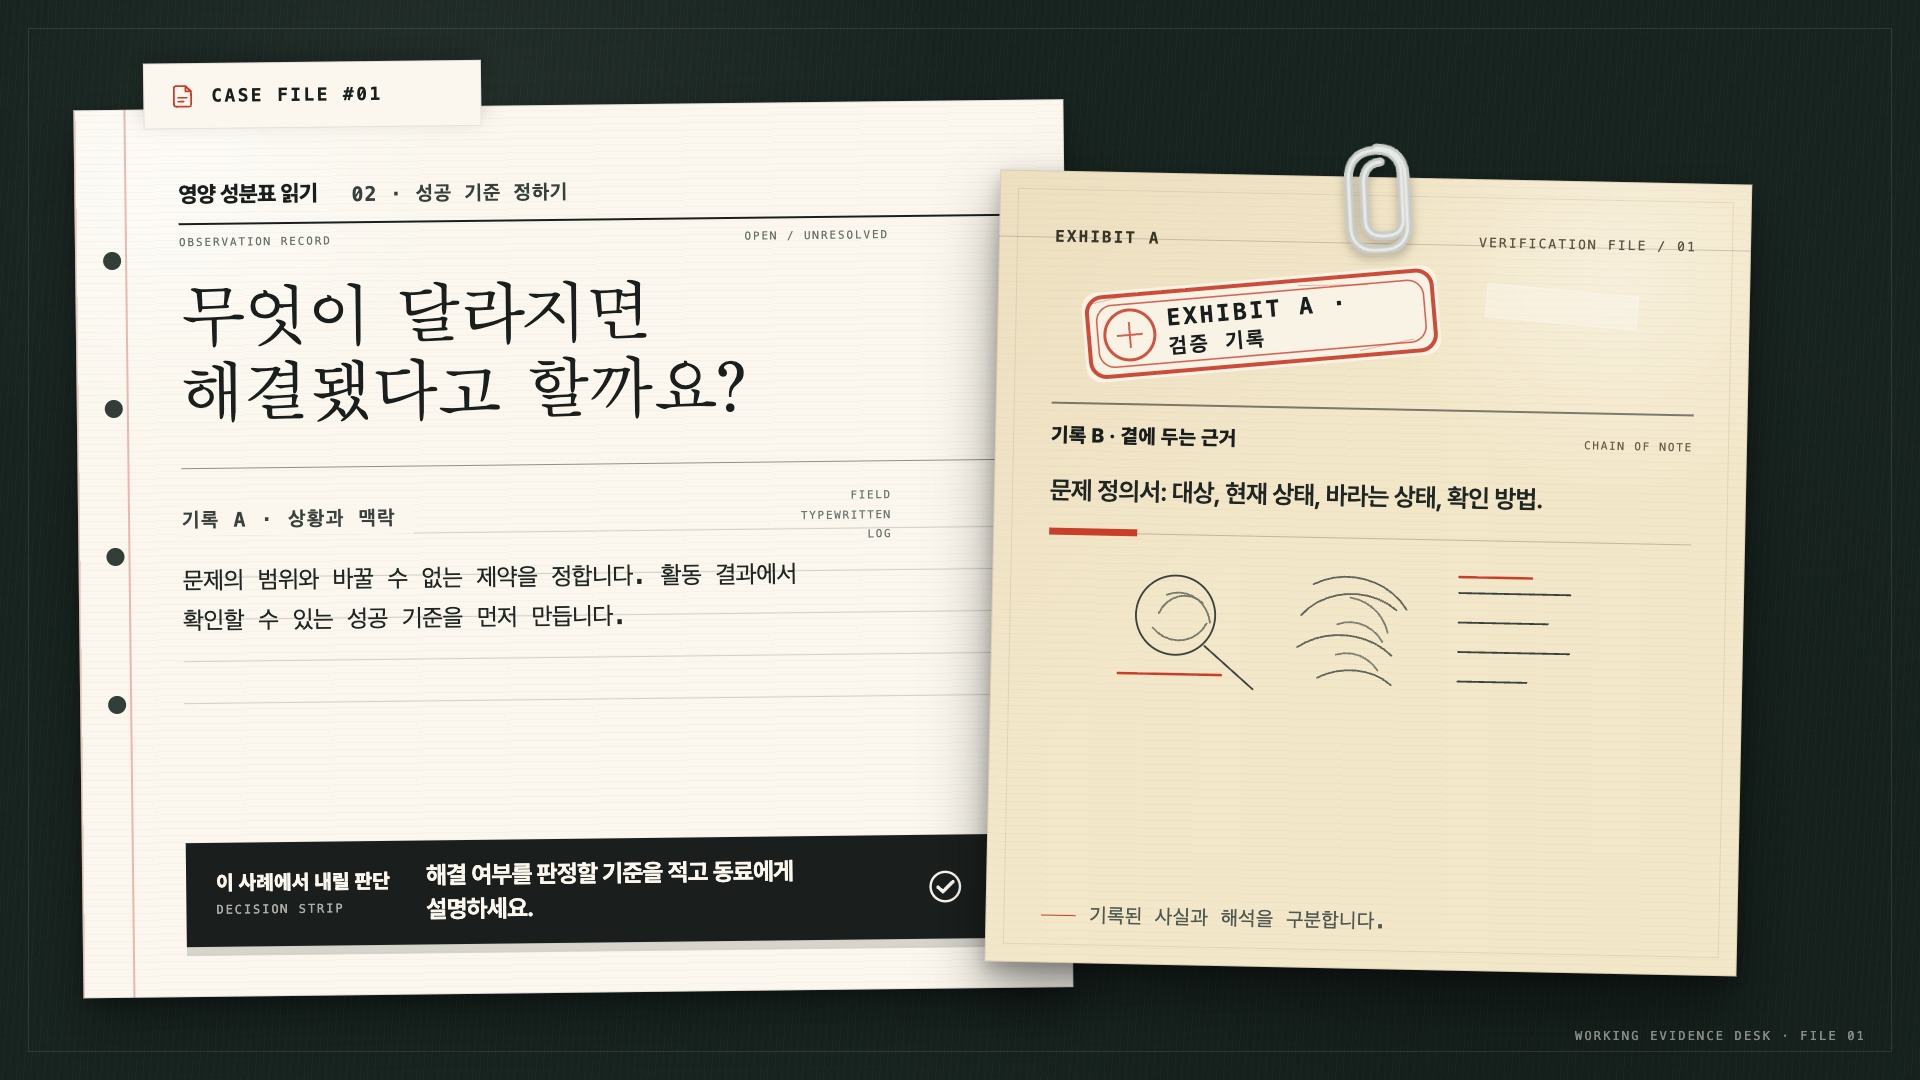 CASE FILE #01
영양 성분표 읽기 02 · 성공 기준 정하기
OBSERVATION RECORD
OPEN / UNRESOLVED
무엇이 달라지면
해결됐다고 할까요?
기록 A · 상황과 맥락
FIELD
TYPEWRITTEN
LOG
문제의 범위와 바꿀 수 없는 제약을 정합니다. 활동 결과에서
확인할 수 있는 성공 기준을 먼저 만듭니다.
이 사례에서 내릴 판단
DECISION STRIP
해결 여부를 판정할 기준을 적고 동료에게
설명하세요.
EXHIBIT A
VERIFICATION FILE / 01
EXHIBIT A ·
검증 기록
기록 B · 곁에 두는 근거
CHAIN OF NOTE
문제 정의서: 대상, 현재 상태, 바라는 상태, 확인 방법.
기록된 사실과 해석을 구분합니다.
WORKING EVIDENCE DESK · FILE 01